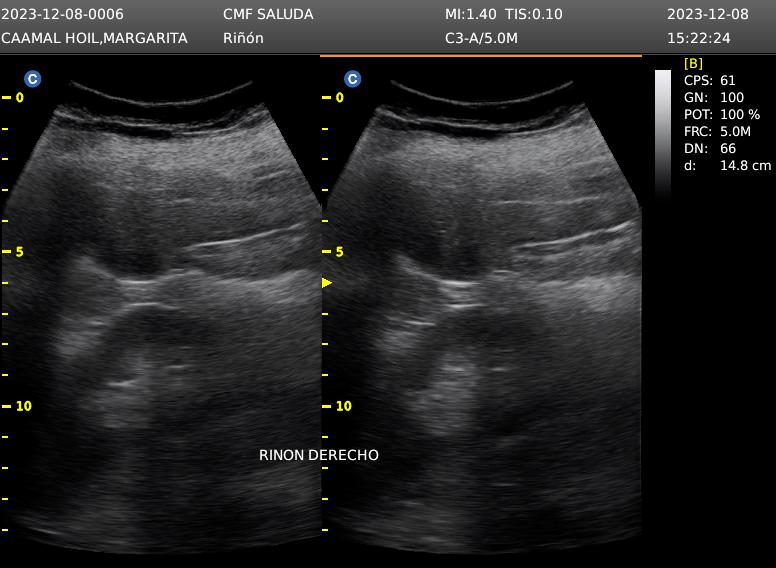 2023-12-08-0006 CMF SALUDA MI:1.40 TIS:0.10 2023-12-08
CAAMAL HOIL,MARGARITA Riñón C3-A/5.0M 15:22:24
C C [B]
0 0 CPS: 61
GN: 100
POT: 100 %
FRC: 5.0M
DN: 66
d: 14.8 cm
5 5
10 10
RINON DERECHO